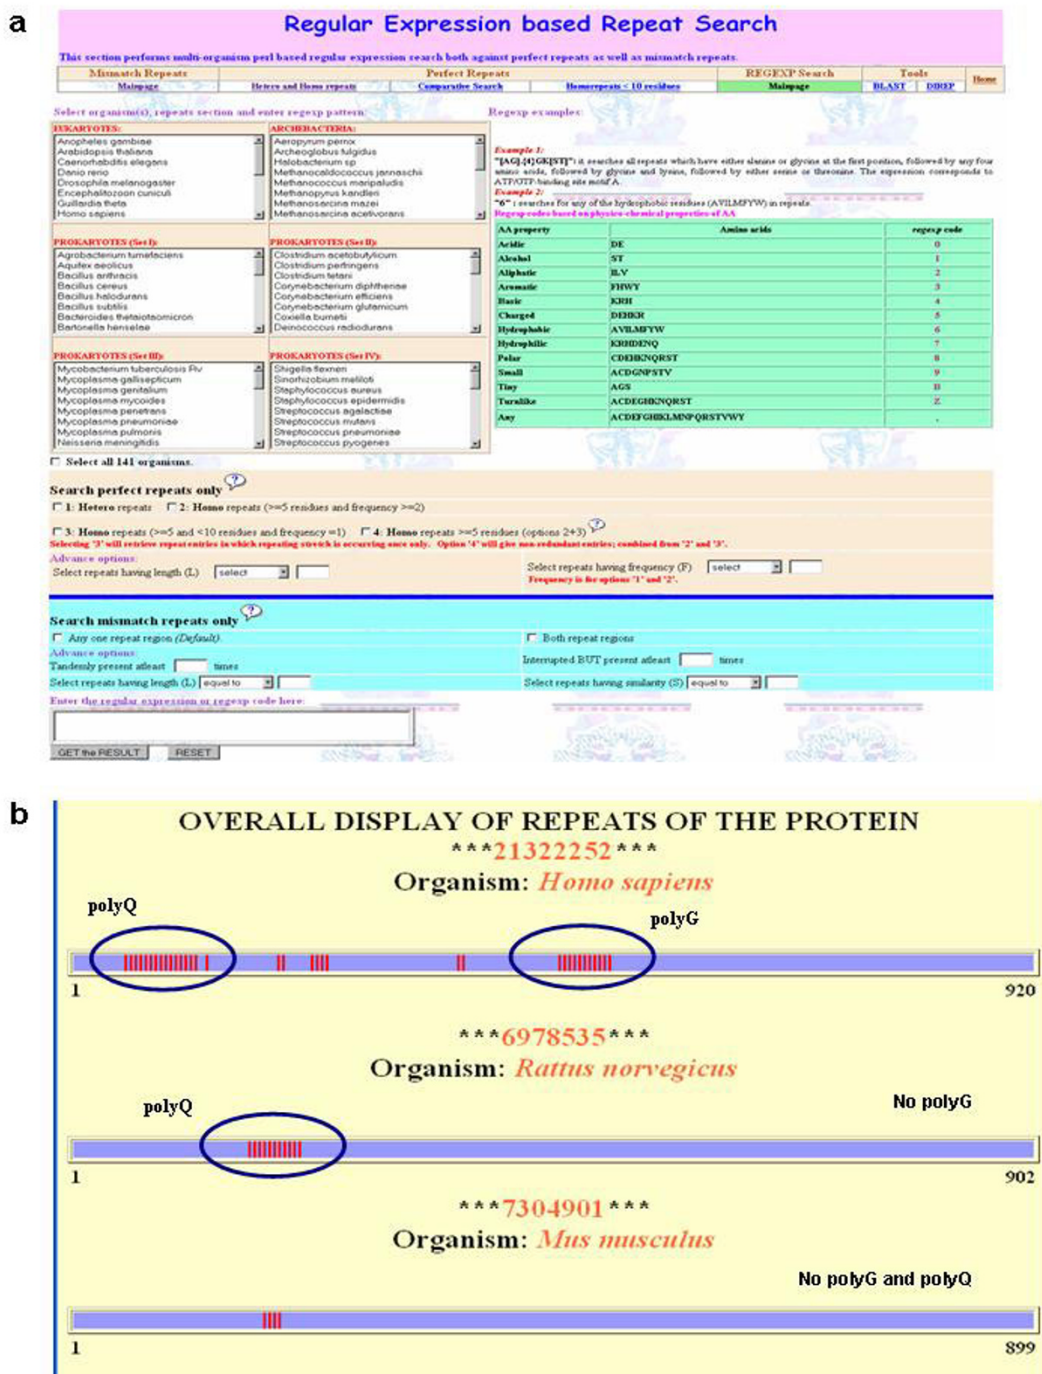 a
Regular Expression based Repeat Search
This section performs multi-organism perl based regular expression search both against perfect repeats as well as mismatch repeats.
Mismatch Repeats Perfect Repeats REGEXP Search Tools Home
Mainpage Hetero and Homo repeats Comparative Search Homorepeats < 10 residues Mainpage BLAST DIREP
Select organism(s), repeats section and enter regexp pattern: Regexp examples:
EUKARYOTES: ARCHEBACTERIA:
Anopheles gambiae Aeropyrum pernix
Arabidopsis thaliana Archeoglobus fulgidus
Caenorhabditis elegans Halobacterium sp
Danio rerio Methanocaldococcus jannaschii
Drosophila melanogaster Methanococcus maripaludis
Encephalitozoon cuniculi Methanopyrus kandleri
Guillardia theta Methanosarcina mazei
Homo sapiens Methanosarcina acetivorans
Example 1:
"[AG].{4}GK[ST]": it searches all repeats which have either alanine or glycine at the first position, followed by any four
amino acids, followed by glycine and lysine, followed by either serine or threonine. The expression corresponds to
ATP/GTP-binding site motif A.
Example 2:
"6" : searches for any of the hydrophobic residues (AVILMFYW) in repeats.
Regexp codes based on physico-chemical properties of AA
AA property Amino acids regexp code
Acidic DE 0
Alcohol ST 1
Aliphatic ILV 2
Aromatic FHWY 3
Basic KRH 4
Charged DEHKR 5
Hydrophobic AVILMFYW 6
Hydrophilic KRHDENQ 7
Polar CDEHKNQRST 8
Small ACDGNPSTV 9
Tiny AGS B
Turnlike ACDEGHKNQRST Z
Any ACDEFGHIKLMNPQRSTVWY .
PROKARYOTES (Set I): PROKARYOTES (Set II):
Agrobacterium tumefaciens Clostridium acetobutylicum
Aquifex aeolicus Clostridium perfringens
Bacillus anthracis Clostridium tetani
Bacillus cereus Corynebacterium diphtheriae
Bacillus halodurans Corynebacterium efficiens
Bacillus subtilis Corynebacterium glutamicum
Bacteroides thetaiotaomicron Coxiella burnetii
Bartonella henselae Deinococcus radiodurans
PROKARYOTES (Set III): PROKARYOTES (Set IV):
Mycobacterium tuberculosis Rv Shigella flexneri
Mycoplasma gallisepticum Sinorhizobium meliloti
Mycoplasma genitalium Staphylococcus aureus
Mycoplasma mycoides Staphylococcus epidermidis
Mycoplasma penetrans Streptococcus agalactiae
Mycoplasma pneumoniae Streptococcus mutans
Mycoplasma pulmonis Streptococcus pneumoniae
Neisseria meningitidis Streptococcus pyogenes
Select all 141 organisms.
Search perfect repeats only ?
1: Hetero repeats 2: Homo repeats (>=5 residues and frequency >=2)
3: Homo repeats (>=5 and <10 residues and frequency =1) 4: Homo repeats >=5 residues (options 2+3) ?
Selecting '3' will retrieve repeat entries in which repeating stretch is occurring once only. Option '4' will give non-redundant entries; combined from '2' and '3'.
Advance options:
Select repeats having length (L) select Select repeats having frequency (F) select
Frequency is for options '1' and '2'.
Search mismatch repeats only ?
Any one repeat region (Default). Both repeat regions
Advance options:
Tandemly present atleast times Interrupted BUT present atleast times
Select repeats having length (L) equal to Select repeats having similarity (S) equal to
Enter the regular expression or regexp code here:
GET the RESULT RESET
b
OVERALL DISPLAY OF REPEATS OF THE PROTEIN
***21322252***
Organism: Homo sapiens
polyQ polyG
1 920
***6978535***
Organism: Rattus norvegicus
polyQ No polyG
1 902
***7304901***
Organism: Mus musculus
No polyG and polyQ
1 899